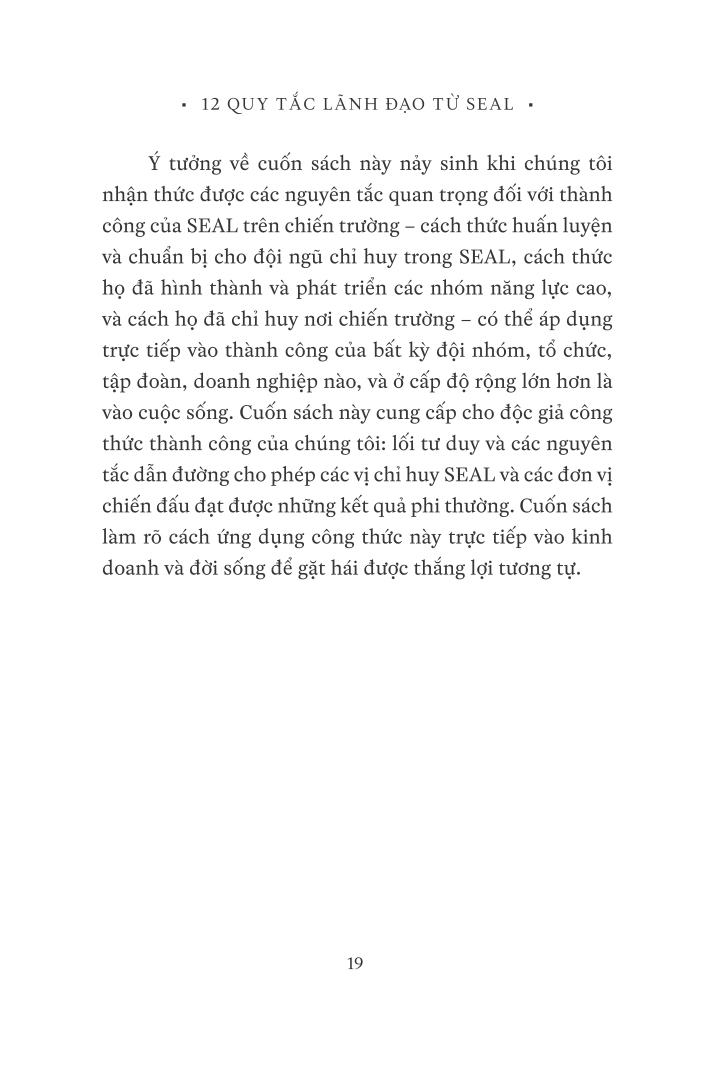 ▪ 12 QUY TẮC LÃNH ĐẠO TỪ SEAL ▪
Ý tưởng về cuốn sách này nảy sinh khi chúng tôi
nhận thức được các nguyên tắc quan trọng đối với thành
công của SEAL trên chiến trường – cách thức huấn luyện
và chuẩn bị cho đội ngũ chỉ huy trong SEAL, cách thức
họ đã hình thành và phát triển các nhóm năng lực cao,
và cách họ đã chỉ huy nơi chiến trường – có thể áp dụng
trực tiếp vào thành công của bất kỳ đội nhóm, tổ chức,
tập đoàn, doanh nghiệp nào, và ở cấp độ rộng lớn hơn là
vào cuộc sống. Cuốn sách này cung cấp cho độc giả công
thức thành công của chúng tôi: lối tư duy và các nguyên
tắc dẫn đường cho phép các vị chỉ huy SEAL và các đơn vị
chiến đấu đạt được những kết quả phi thường. Cuốn sách
làm rõ cách ứng dụng công thức này trực tiếp vào kinh
doanh và đời sống để gặt hái được thắng lợi tương tự.
19